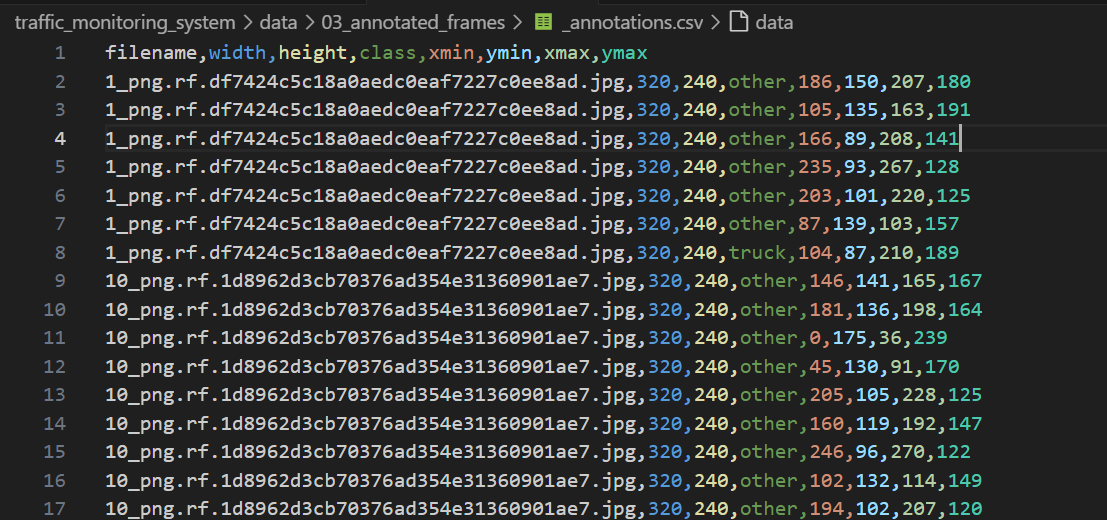 traffic_monitoring_system > data > 03_annotated_frames > _annotations.csv > data
1 filename,width,height,class,xmin,ymin,xmax,ymax
2 1_png.rf.df7424c5c18a0aedc0eaf7227c0ee8ad.jpg,320,240,other,186,150,207,180
3 1_png.rf.df7424c5c18a0aedc0eaf7227c0ee8ad.jpg,320,240,other,105,135,163,191
4 1_png.rf.df7424c5c18a0aedc0eaf7227c0ee8ad.jpg,320,240,other,166,89,208,141
5 1_png.rf.df7424c5c18a0aedc0eaf7227c0ee8ad.jpg,320,240,other,235,93,267,128
6 1_png.rf.df7424c5c18a0aedc0eaf7227c0ee8ad.jpg,320,240,other,203,101,220,125
7 1_png.rf.df7424c5c18a0aedc0eaf7227c0ee8ad.jpg,320,240,other,87,139,103,157
8 1_png.rf.df7424c5c18a0aedc0eaf7227c0ee8ad.jpg,320,240,truck,104,87,210,189
9 10_png.rf.1d8962d3cb70376ad354e31360901ae7.jpg,320,240,other,146,141,165,167
10 10_png.rf.1d8962d3cb70376ad354e31360901ae7.jpg,320,240,other,181,136,198,164
11 10_png.rf.1d8962d3cb70376ad354e31360901ae7.jpg,320,240,other,0,175,36,239
12 10_png.rf.1d8962d3cb70376ad354e31360901ae7.jpg,320,240,other,45,130,91,170
13 10_png.rf.1d8962d3cb70376ad354e31360901ae7.jpg,320,240,other,205,105,228,125
14 10_png.rf.1d8962d3cb70376ad354e31360901ae7.jpg,320,240,other,160,119,192,147
15 10_png.rf.1d8962d3cb70376ad354e31360901ae7.jpg,320,240,other,246,96,270,122
16 10_png.rf.1d8962d3cb70376ad354e31360901ae7.jpg,320,240,other,102,132,114,149
17 10_png.rf.1d8962d3cb70376ad354e31360901ae7.jpg,320,240,other,194,102,207,120